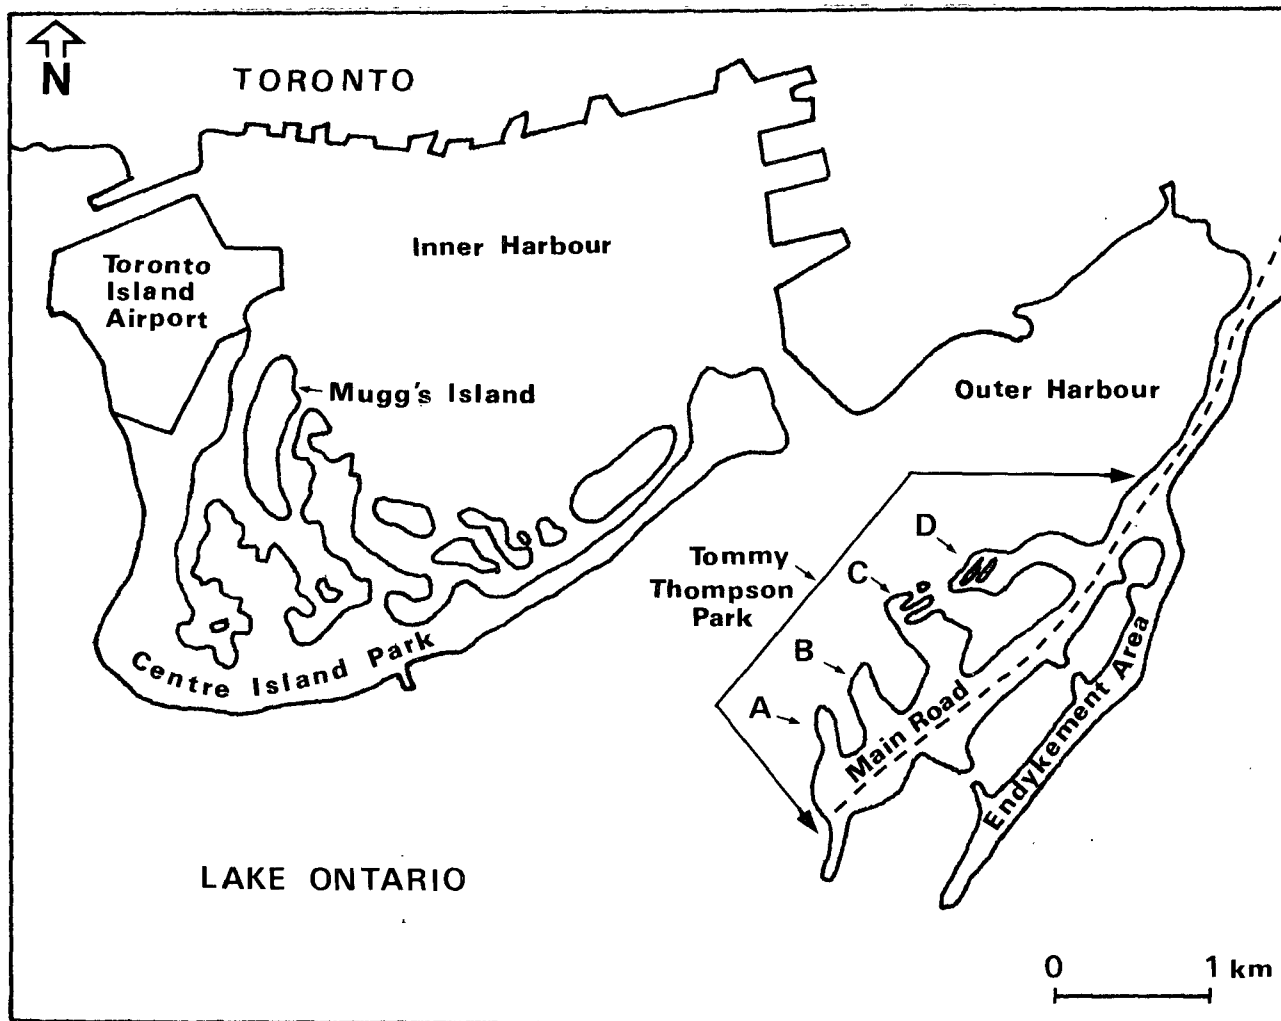 N
TORONTO
Inner Harbour
Toronto
Island
Airport
Mugg's Island
Outer Harbour
Tommy
Thompson
Park
D
C
B
A
Centre Island Park
Main Road
Endykement Area
LAKE ONTARIO
0 1 km